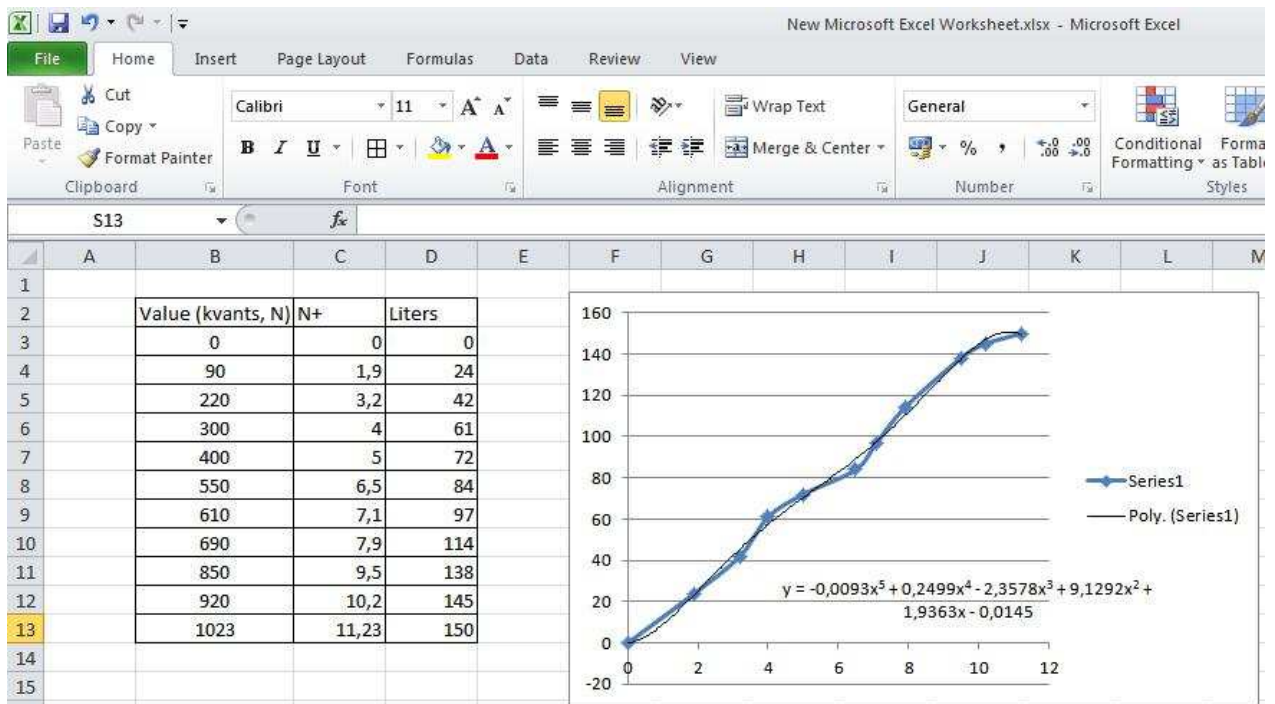 New Microsoft Excel Worksheet.xlsx - Microsoft Excel
File Home Insert Page Layout Formulas Data Review View
Paste
Cut
Copy
Format Painter
Clipboard
Calibri 11 A A
B I U A
Font
Wrap Text
Merge & Center
Alignment
General
% , ,00 ,0
Number
Conditional Formatting
Forma
as Table
Styles
S13 fx
A B C D E F G H I J K L M
1
2 Value (kvants, N) N+ Liters
3 0 0 0
4 90 1,9 24
5 220 3,2 42
6 300 4 61
7 400 5 72
8 550 6,5 84
9 610 7,1 97
10 690 7,9 114
11 850 9,5 138
12 920 10,2 145
13 1023 11,23 150
14
15
160
140
120
100
80
60
40
20
0
-20
0 2 4 6 8 10 12
y = -0,0093x⁵ + 0,2499x⁴ - 2,3578x³ + 9,1292x² +
1,9363x - 0,0145
Series1
Poly. (Series1)